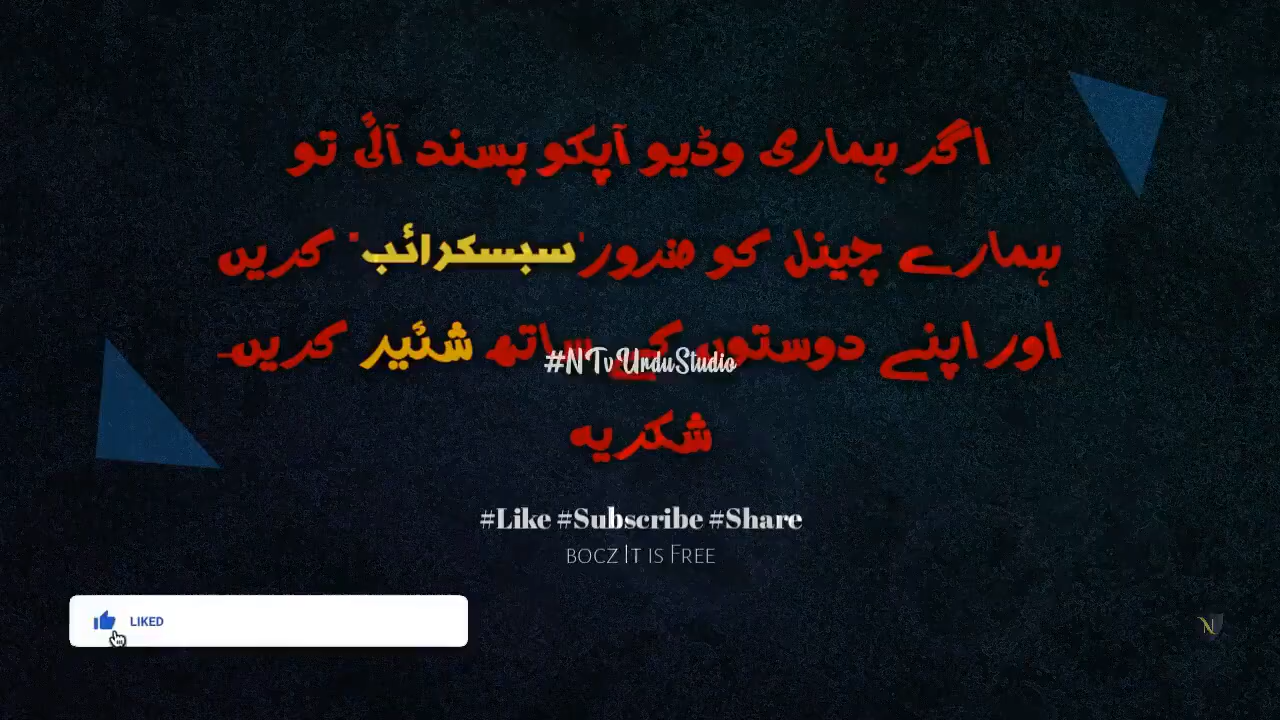 اگر ہماری وڈیو آپکو پسند آئی تو
ہمارے چینل کو ضرور"سبسکرائب" کریں
اور اپنے دوستوں کے ساتھ شئیر کریں۔
#NTvUrduStudio
شکریہ
#Like #Subscribe #Share
bocz It is Free
LIKED
N